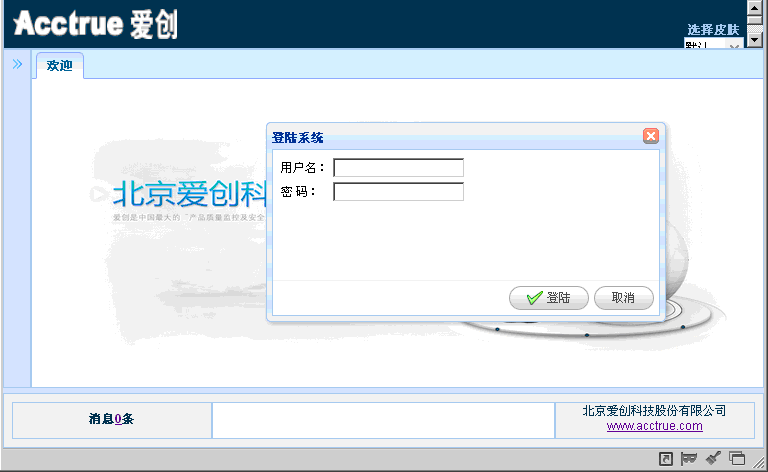 Acctrue 爱创
选择皮肤
默认
欢迎
登陆系统
用户名：
密 码：
北京爱创科
爱创是中国最大的「产品质量监控及安全
登陆
取消
消息0条
北京爱创科技股份有限公司
www.acctrue.com